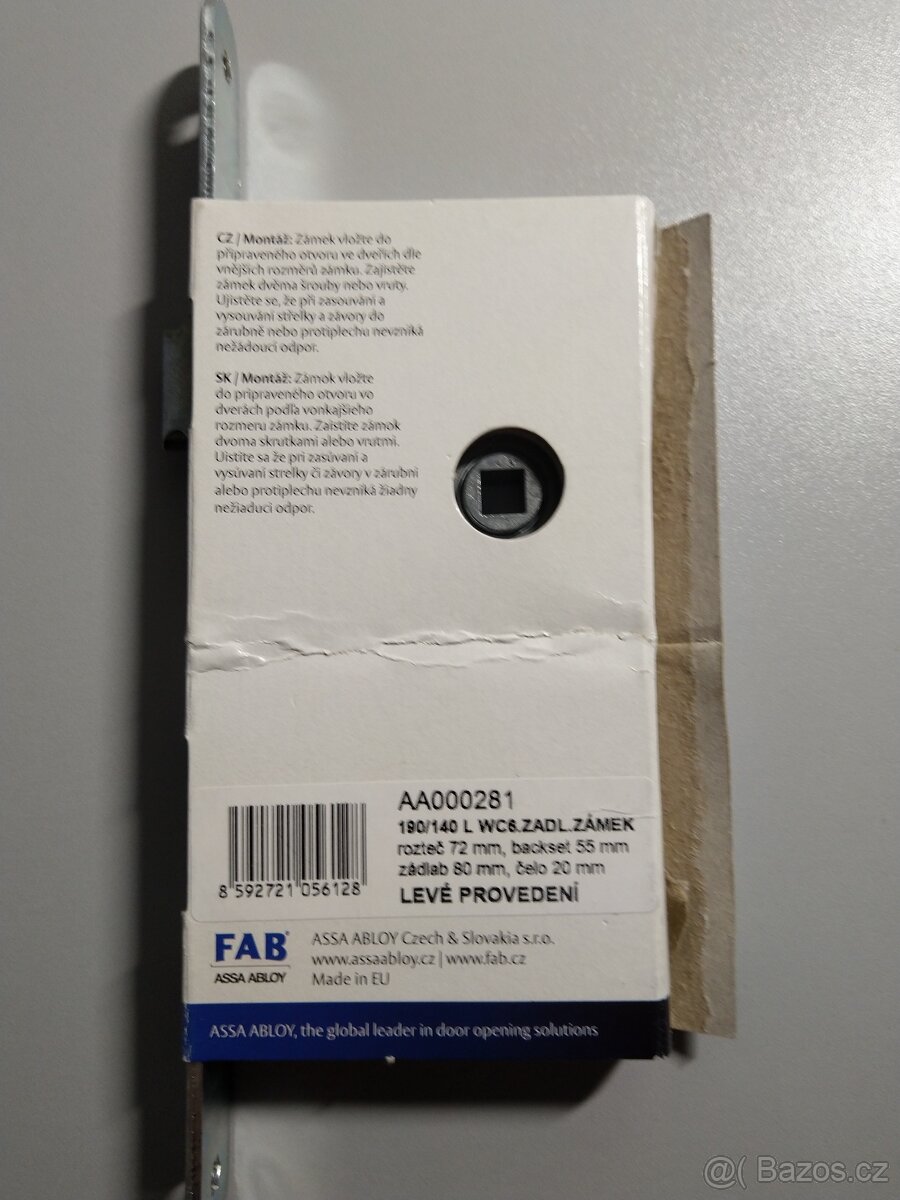 CZ / Montáž: Zámek vložte do
připraveného otvoru ve dveřích dle
vnějších rozměrů zámku. Zajistěte
zámek dvěma šrouby nebo vruty.
Ujistěte se, že při zasouvání a
vysouvání střelky a závory do
zárubně nebo protiplechu nevzniká
nežádoucí odpor.
SK / Montáž: Zámok vložte
do pripraveného otvoru vo
dverách podľa vonkajšieho
rozmeru zámku. Zaistite zámok
dvoma skrutkami alebo vrutmi.
Uistite sa že pri zasúvaní a
vysúvaní strelky či závory v zárubni
alebo protiplechu nevzniká žiadny
nežiaduci odpor.
AA000281
190/140 L WC6.ZADL.ZÁMEK
rozteč 72 mm, backset 55 mm
zádlab 80 mm, čelo 20 mm
LEVÉ PROVEDENÍ
8 592721 056128
FAB®
ASSA ABLOY
ASSA ABLOY Czech & Slovakia s.r.o.
www.assaabloy.cz | www.fab.cz
Made in EU
ASSA ABLOY, the global leader in door opening solutions
@( Bazos.cz